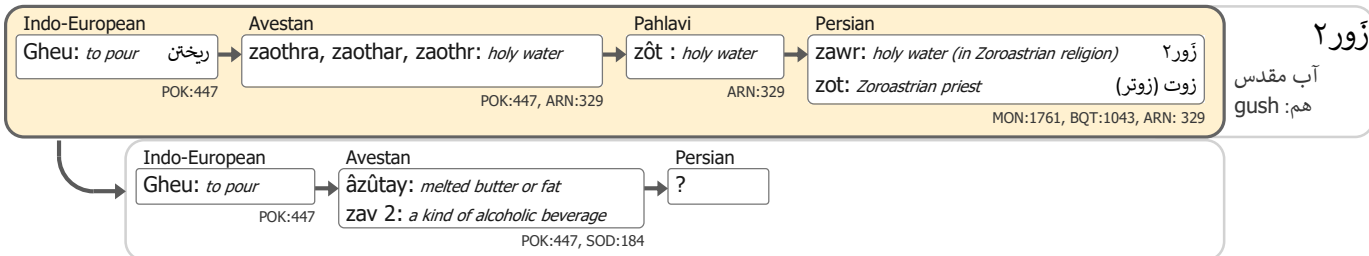 Indo-European Avestan Pahlavi Persian
Gheu: to pour ریختن zaothra, zaothar, zaothr: holy water zôt : holy water zawr: holy water (in Zoroastrian religion) زَور۲
zot: Zoroastrian priest زوت (زوتر)
POK:447 POK:447, ARN:329 ARN:329 MON:1761, BQT:1043, ARN: 329
زَور۲
آب مقدس
هم: gush
Indo-European Avestan Persian
Gheu: to pour âzûtay: melted butter or fat ?
zav 2: a kind of alcoholic beverage
POK:447 POK:447, SOD:184